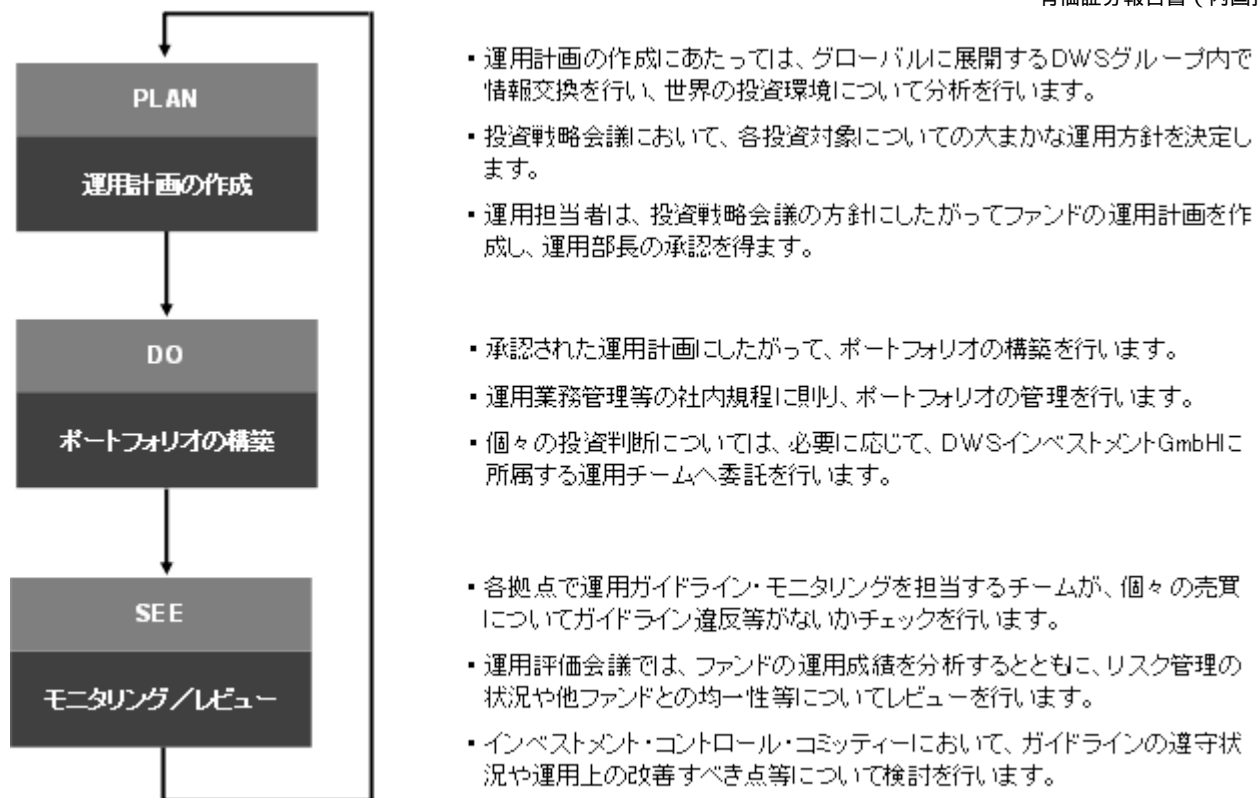 PLAN
運用計画の作成
・運用計画の作成にあたっては、グローバルに展開するDWSグループ内で
情報交換を行い、世界の投資環境について分析を行います。
・投資戦略会議において、各投資対象についての大まかな運用方針を決定し
ます。
・運用担当者は、投資戦略会議の方針にしたがってファンドの運用計画を作
成し、運用部長の承認を得ます。
DO
ポートフォリオの構築
・承認された運用計画にしたがって、ポートフォリオの構築を行います。
・運用業務管理等の社内規程に則り、ポートフォリオの管理を行います。
・個々の投資判断については、必要に応じて、DWSインベストメントGmbHに
所属する運用チームへ委託を行います。
SEE
モニタリング／レビュー
・各拠点で運用ガイドライン・モニタリングを担当するチームが、個々の売買
についてガイドライン違反等がないかチェックを行います。
・運用評価会議では、ファンドの運用成績を分析するとともに、リスク管理の
状況や他ファンドとの均一性等についてレビューを行います。
・インベストメント・コントロール・コミッティーにおいて、ガイドラインの遵守状
況や運用上の改善すべき点等について検討を行います。